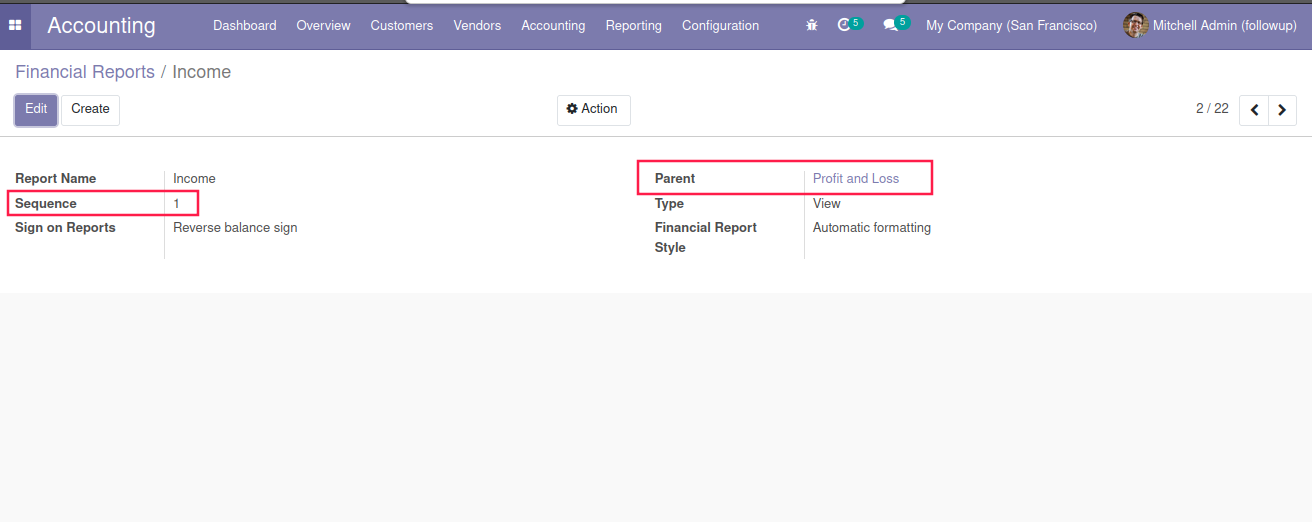 Accounting Dashboard Overview Customers Vendors Accounting Reporting Configuration 5 5 My Company (San Francisco) Mitchell Admin (followup)
Financial Reports / Income
Edit Create Action 2 / 22
Report Name Income
Sequence 1
Sign on Reports Reverse balance sign
Parent Profit and Loss
Type View
Financial Report Automatic formatting
Style